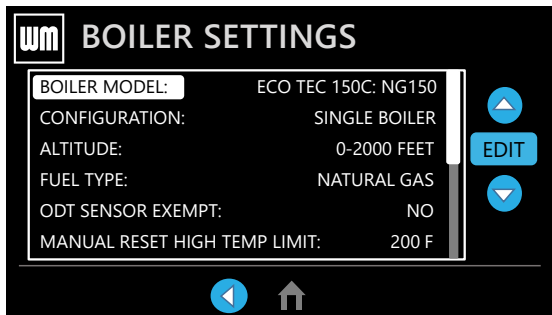 wm BOILER SETTINGS
BOILER MODEL: ECO TEC 150C: NG150
CONFIGURATION: SINGLE BOILER
ALTITUDE: 0-2000 FEET
EDIT
FUEL TYPE: NATURAL GAS
ODT SENSOR EXEMPT: NO
MANUAL RESET HIGH TEMP LIMIT: 200 F